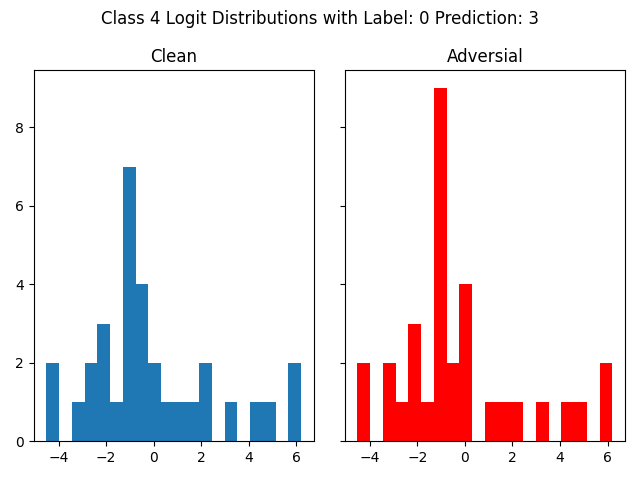 Class 4 Logit Distributions with Label: 0 Prediction: 3
Clean
Adversial
8
6
4
2
0
−4 −2 0 2 4 6
−4 −2 0 2 4 6